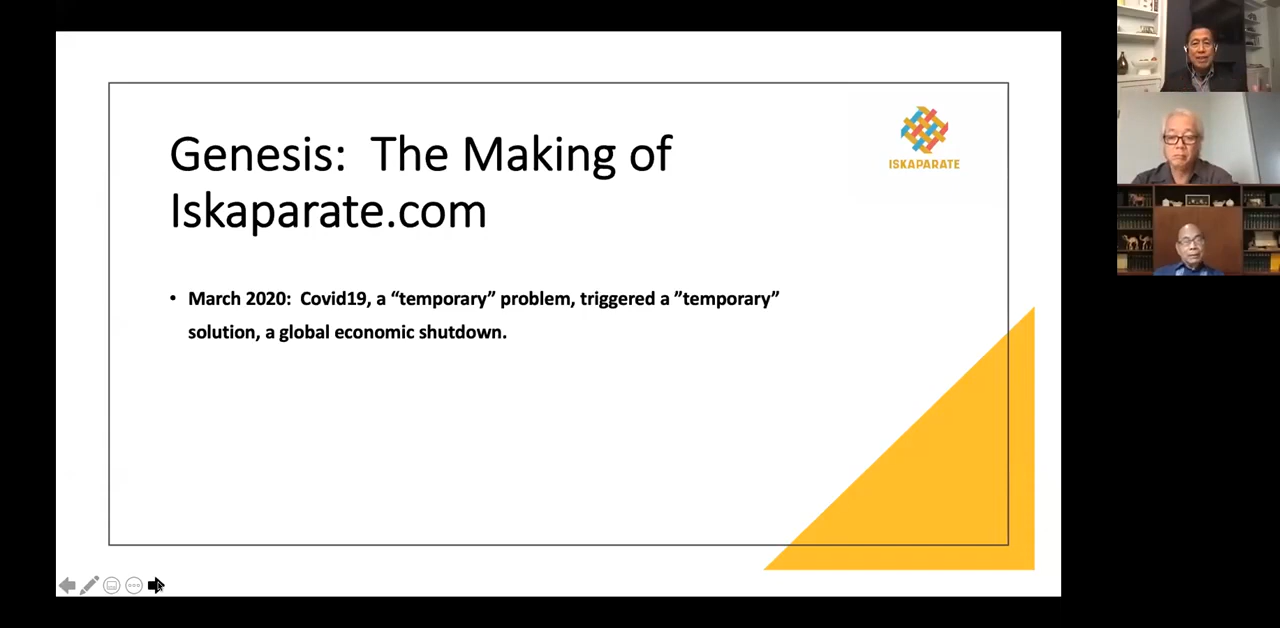 Genesis:  The Making of
Iskaparate.com
ISKAPARATE
• March 2020:  Covid19, a “temporary” problem, triggered a ”temporary”
solution, a global economic shutdown.